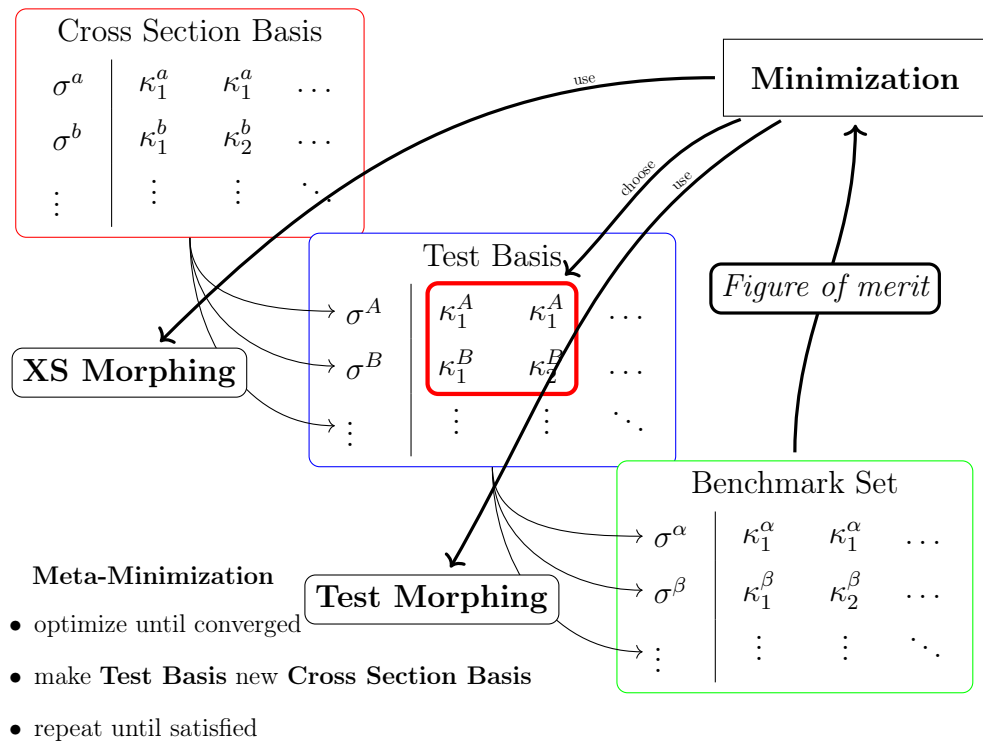 Cross Section Basis
σ^a κ_1^a κ_1^a …
σ^b κ_1^b κ_2^b …
⋮ ⋮ ⋮ ⋱
Minimization
use
choose
use
Test Basis
σ^A κ_1^A κ_1^A …
σ^B κ_1^B κ_2^B …
⋮ ⋮ ⋮ ⋱
Figure of merit
XS Morphing
Benchmark Set
σ^α κ_1^α κ_1^α …
σ^β κ_1^β κ_2^β …
⋮ ⋮ ⋮ ⋱
Test Morphing
Meta-Minimization
• optimize until converged
• make Test Basis new Cross Section Basis
• repeat until satisfied